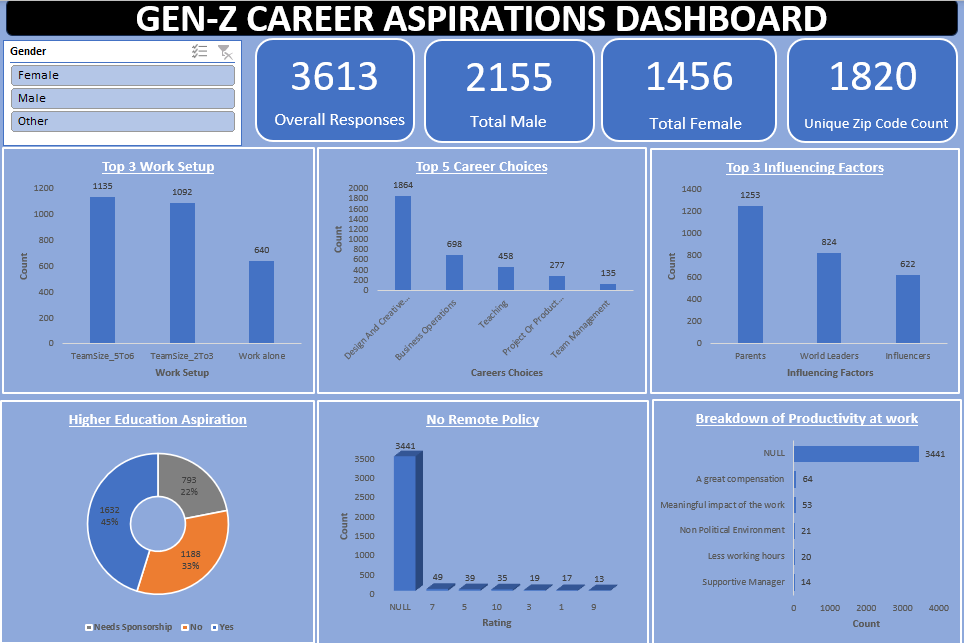 GEN-Z CAREER ASPIRATIONS DASHBOARD
Gender
Female
Male
Other
3613
Overall Responses
2155
Total Male
1456
Total Female
1820
Unique Zip Code Count
Top 3 Work Setup
1200
1000
800
600
400
200
0
Count
1135
1092
640
TeamSize_5To6
TeamSize_2To3
Work alone
Work Setup
Top 5 Career Choices
2000
1800
1600
1400
1200
1000
800
600
400
200
0
Count
1864
698
458
277
135
Design And Creative...
Business Operations
Teaching
Project Or Product...
Team Management
Careers Choices
Top 3 Influencing Factors
1400
1200
1000
800
600
400
200
0
Count
1253
824
622
Parents
World Leaders
Influencers
Influencing Factors
Higher Education Aspiration
793
22%
1632
45%
1188
33%
Needs Sponsorship
No
Yes
No Remote Policy
3500
3000
2500
2000
1500
1000
500
0
Count
3441
49
39
35
19
17
13
NULL
7
5
10
3
1
9
Rating
Breakdown of Productivity at work
NULL
3441
A great compensation
64
Meaningful impact of the work
53
Non Political Environment
21
Less working hours
20
Supportive Manager
14
0
1000
2000
3000
4000
Count